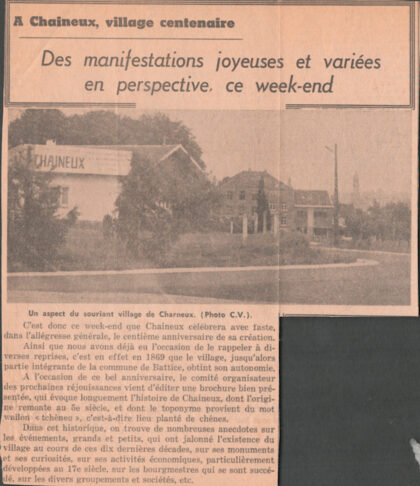 A Chaineux, village centenaire
Des manifestations joyeuses et variées
en perspective, ce week-end
CHAINEUX
Un aspect du souriant village de Charneux. (Photo C.V.).
C'est donc ce week-end que Chaineux célébrera avec faste,
dans l'allégresse générale, le centième anniversaire de sa création.
Ainsi que nous avons déjà eu l'occasion de le rappeler à di-
verses reprises, c'est en effet en 1869 que le village, jusqu'alors
partie intégrante de la commune de Battice, obtint son autonomie.
A l'occasion de ce bel anniversaire, le comité organisateur
des prochaines réjouissances vient d'éditer une brochure bien pré-
sentée, qui évoque longuement l'histoire de Chaineux, dont l'origi-
ne remonte au 5e siècle, et dont le toponyme provient du mot
wallon « tchêneu », c'est-à-dire lieu planté de chênes.
Dans cet historique, on trouve de nombreuses anecdotes sur
les événements, grands et petits, qui ont jalonné l'existence du
village au cours de ces dix dernières décades, sur ses monuments
et ses curiosités, sur ses activités économiques, particulièrement
développées au 17e siècle, sur les bourgmestres qui se sont succé-
dé, sur les divers groupements et sociétés, etc.